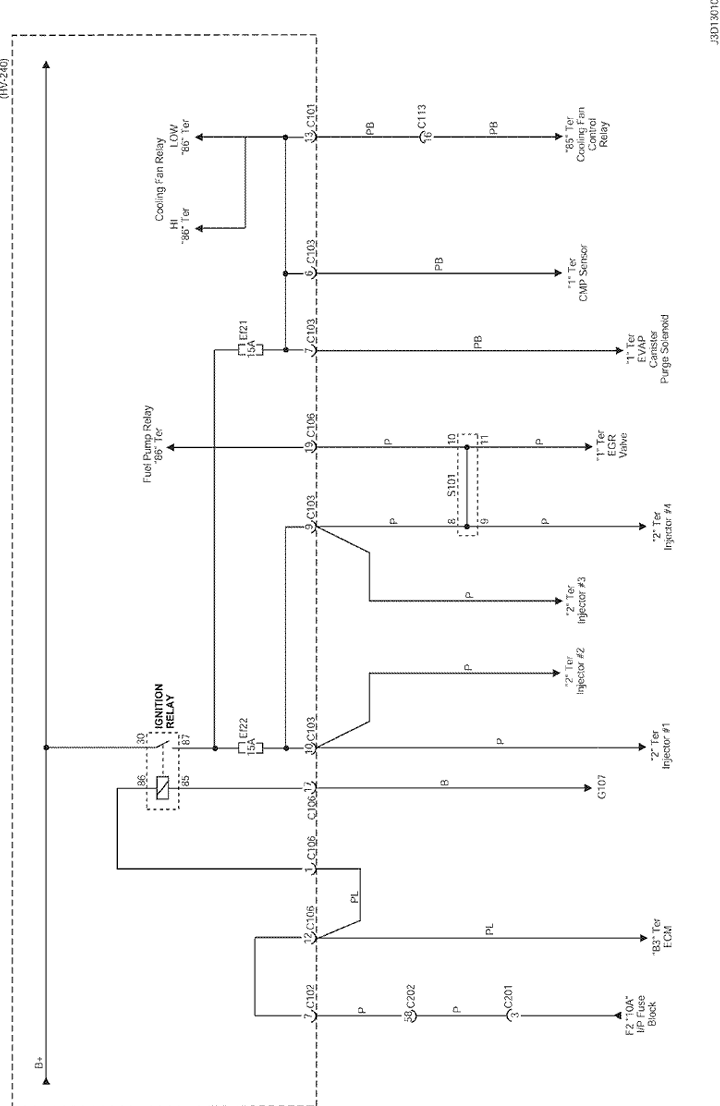 J3D13010
(HV-240)
B+
Cooling Fan Relay
LOW
"86" Ter
HI
"86" Ter
13
C101
PB
16
C113
PB
"85" Ter
Cooling Fan
Control
Relay
6
C103
PB
"1" Ter
CMP Sensor
Ef21
15A
7
C103
PB
"1" Ter
EVAP
Canister
Purge Solenoid
Fuel Pump Relay
"86" Ter
19
C106
P
10
11
P
"1" Ter
EGR
Valve
S101
9
C103
P
8
9
P
"2" Ter
Injector #4
P
"2" Ter
Injector #3
P
"2" Ter
Injector #2
IGNITION
RELAY
30
87
86
85
Ef22
15A
10
C103
P
"2" Ter
Injector #1
17
C106
B
G107
1
C106
PL
12
C106
PL
"B3" Ter
ECM
7
C102
P
58
C202
P
3
C201
F2 "10A"
I/P Fuse
Block